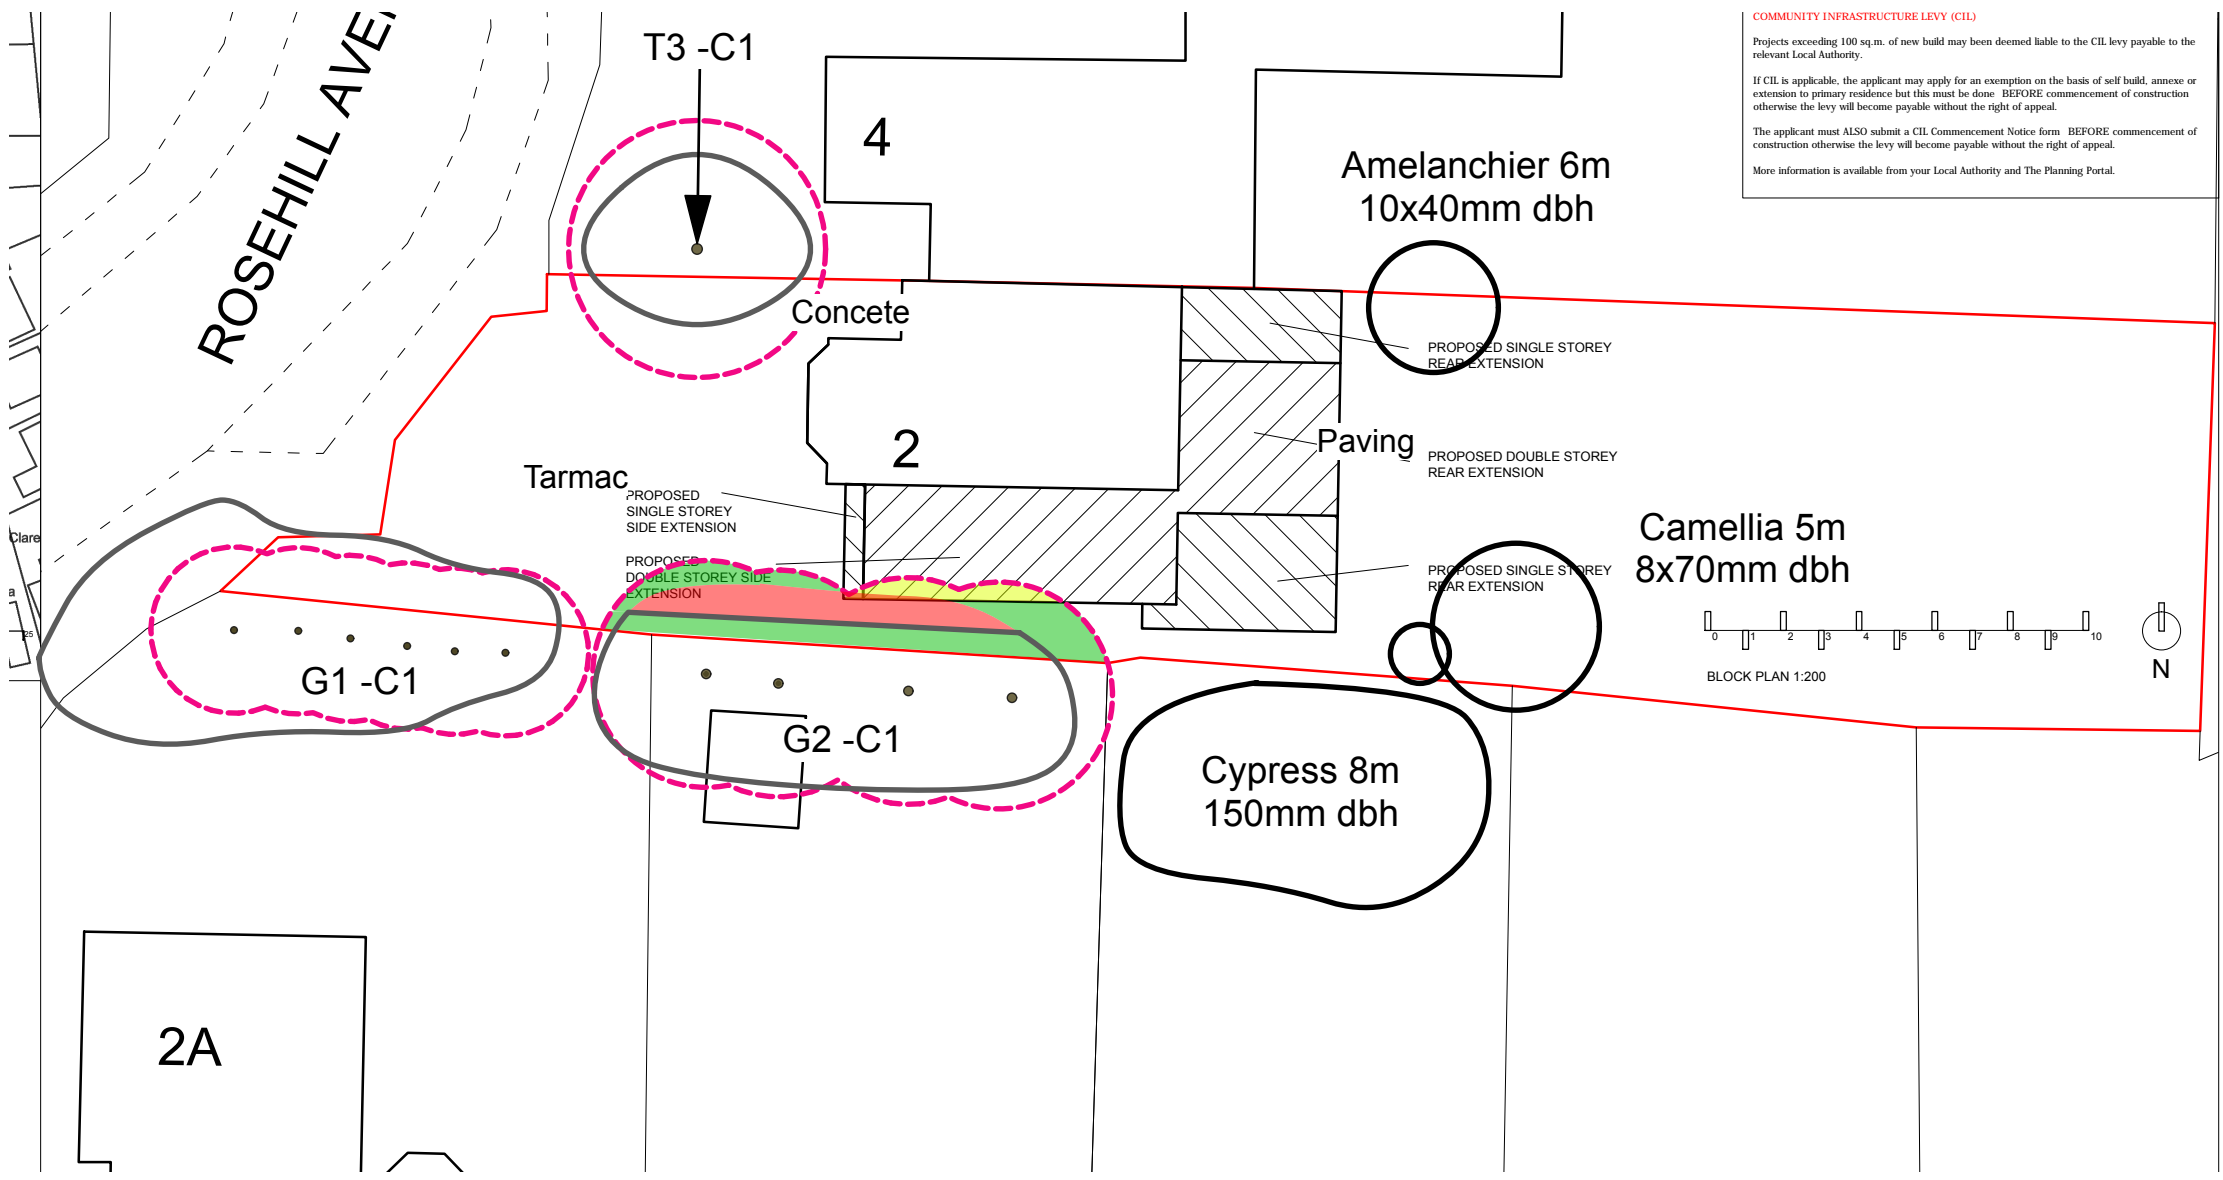 COMMUNITY INFRASTRUCTURE LEVY (CIL)
Projects exceeding 100 sq.m. of new build may been deemed liable to the CIL levy payable to the
relevant Local Authority.
If CIL is applicable, the applicant may apply for an exemption on the basis of self build, annexe or
extension to primary residence but this must be done BEFORE commencement of construction
otherwise the levy will become payable without the right of appeal.
The applicant must ALSO submit a CIL Commencement Notice form BEFORE commencement of
construction otherwise the levy will become payable without the right of appeal.
More information is available from your Local Authority and The Planning Portal.
T3 -C1
4
ROSEHILL
Amelanchier 6m
10x40mm dbh
Concete
PROPOSED SINGLE STOREY
REAR EXTENSION
2
Paving
PROPOSED DOUBLE STOREY
REAR EXTENSION
Tarmac
PROPOSED
SINGLE STOREY
SIDE EXTENSION
PROPOSED
DOUBLE STOREY SIDE
EXTENSION
Camellia 5m
8x70mm dbh
PROPOSED SINGLE STOREY
REAR EXTENSION
0 1 2 3 4 5 6 7 8 9 10
BLOCK PLAN 1:200
N
Clare
a
25
G1 -C1
G2 -C1
Cypress 8m
150mm dbh
2A